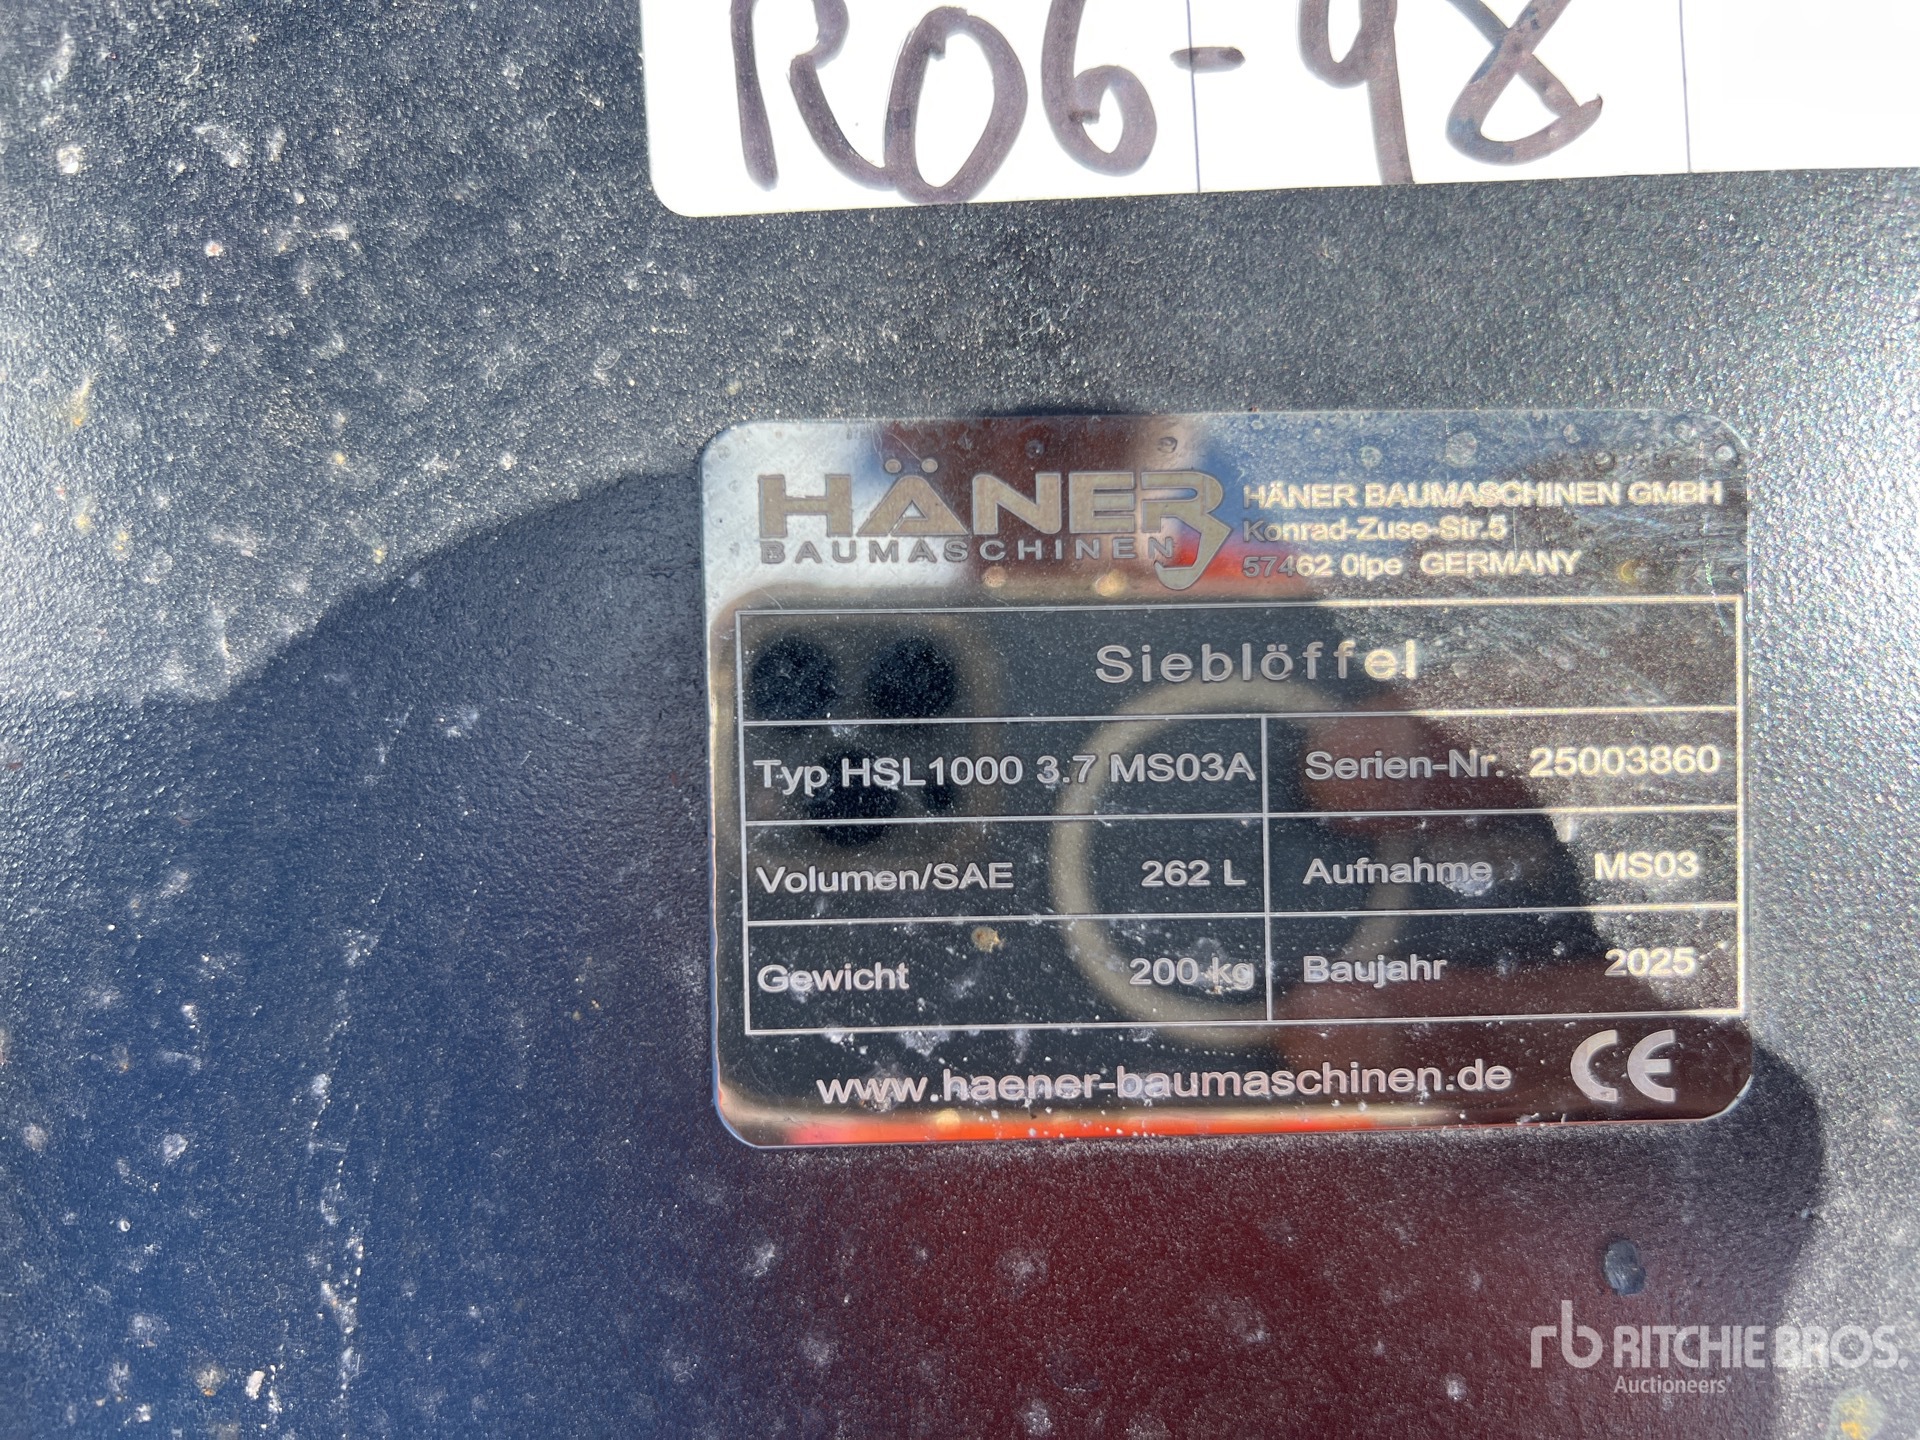 R06-98
HÄNER
BAUMASCHINEN
HÄNER BAUMASCHINEN GMBH
Konrad-Zuse-Str.5
57462 Olpe GERMANY
Sieblöffel
Typ HSL1000 3.7 MS03A Serien-Nr. 25003860
Volumen/SAE 262 L Aufnahme MS03
Gewicht 200 kg Baujahr 2025
www.haener-baumaschinen.de CE
rb RITCHIE BROS.
Auctioneers